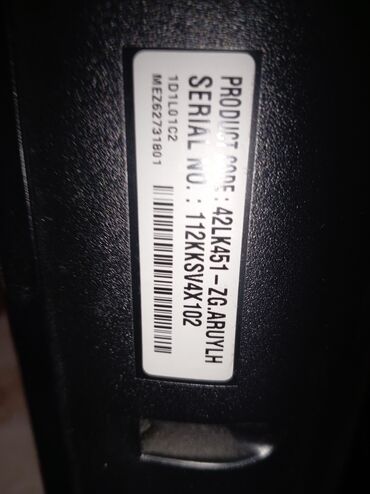 PRODUCT CODE : 42LK451-ZG.ARUYLH
SERIAL NO. : 112KKSV4X102
1D1L01C2
MEZ62731801